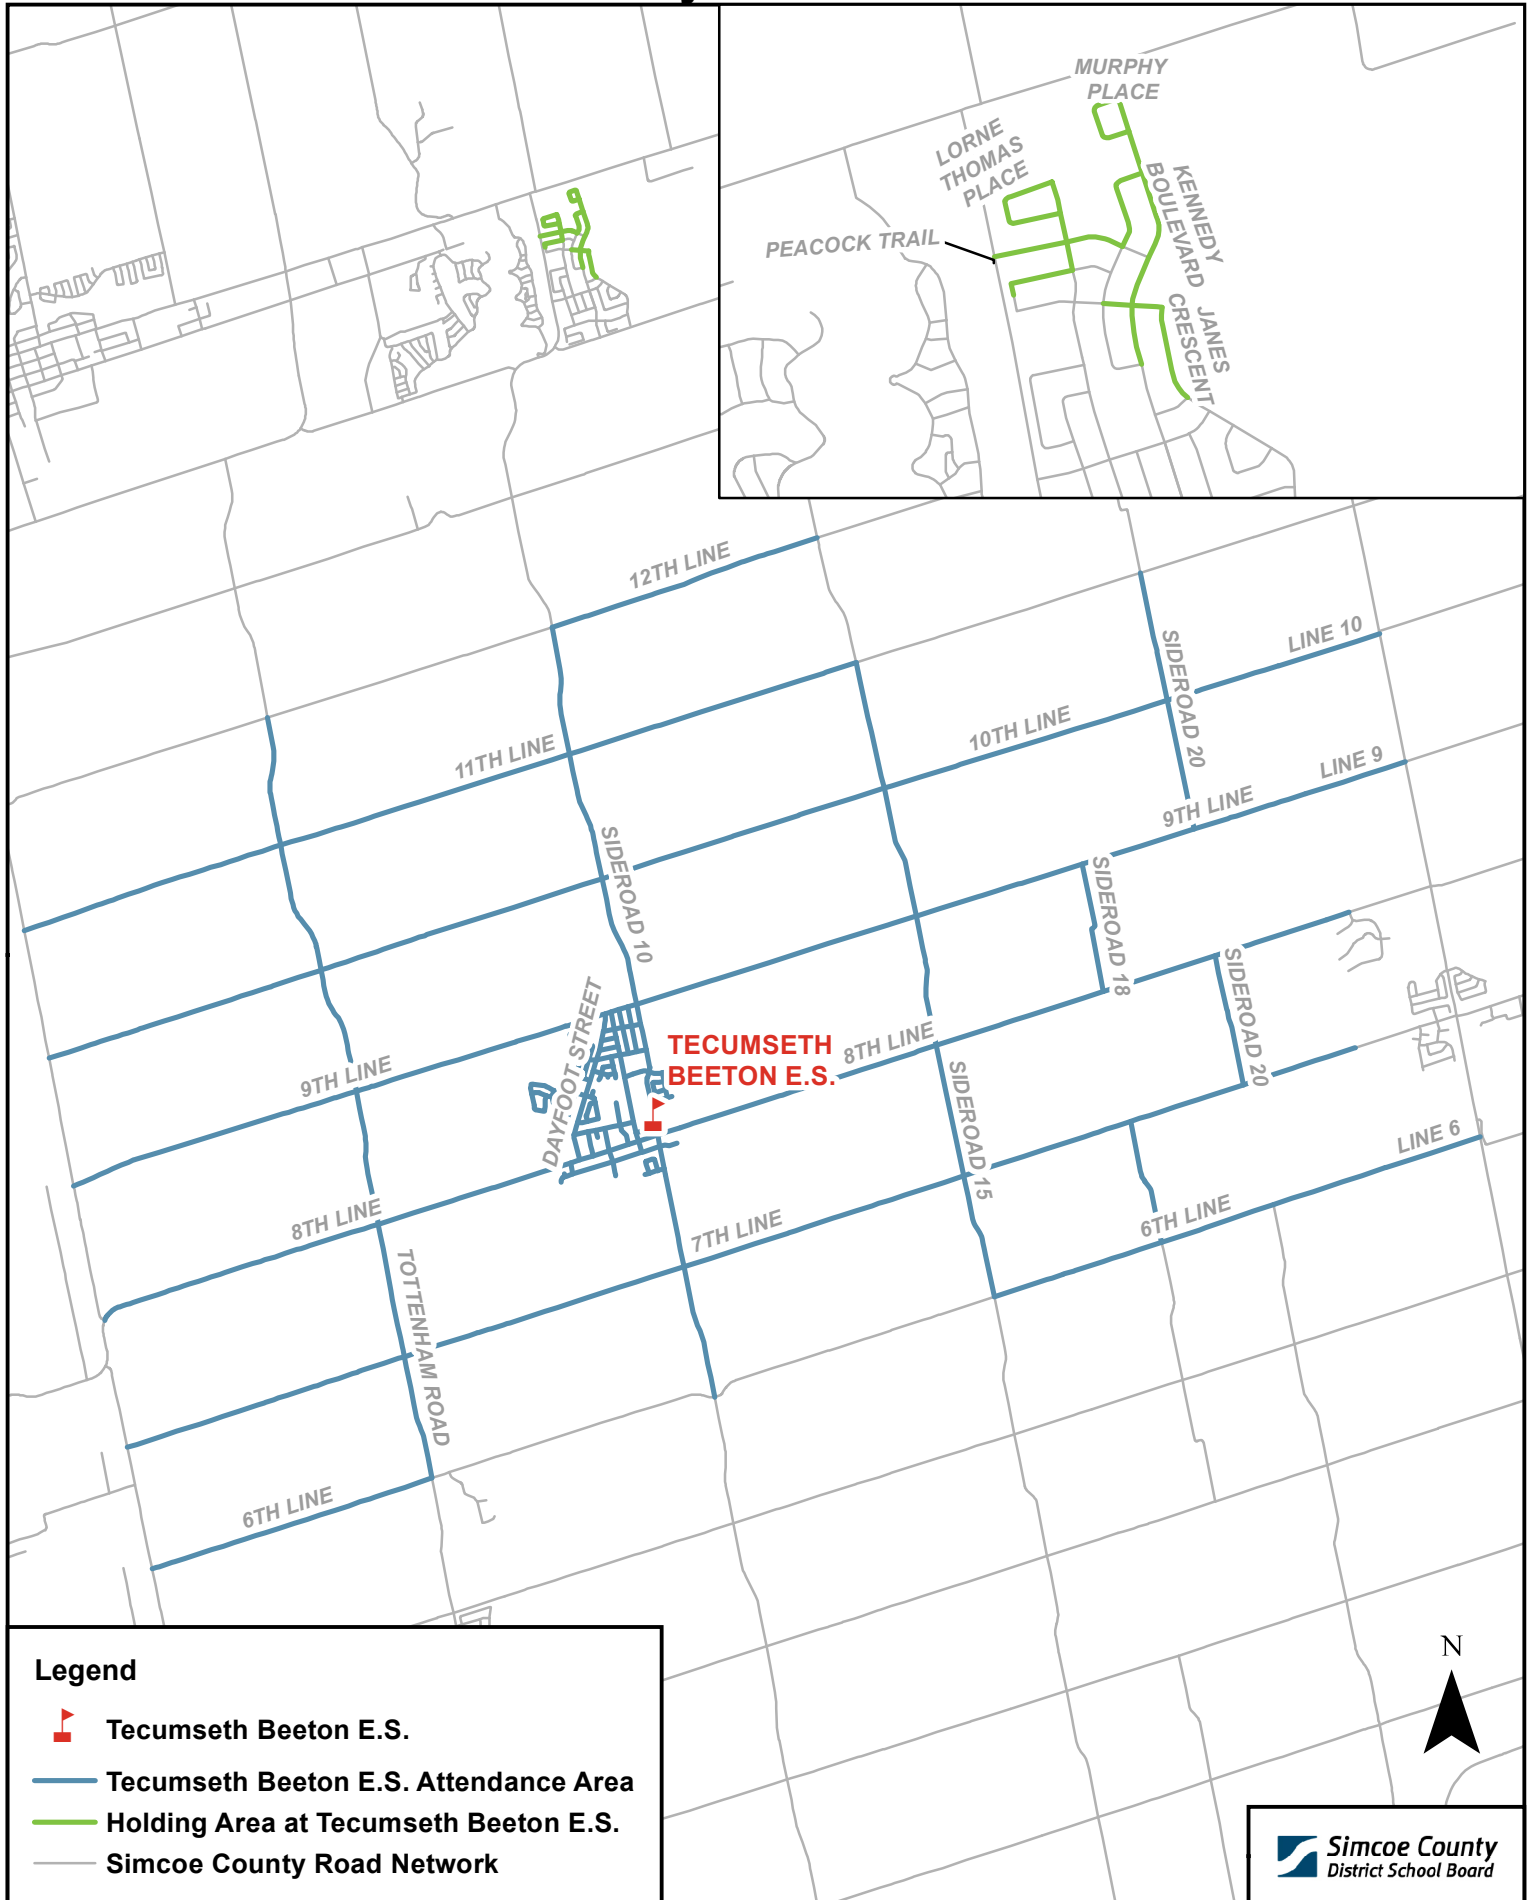 MURPHY
PLACE
LORNE
THOMAS
PLACE
KENNEDY
BOULEVARD
PEACOCK TRAIL
JANES
CRESCENT
12TH LINE
LINE 10
SIDEROAD 20
10TH LINE
11TH LINE
LINE 9
9TH LINE
SIDEROAD 10
SIDEROAD 18
SIDEROAD 20
DAYFOOT STREET
TECUMSETH
BEETON E.S.
8TH LINE
9TH LINE
SIDEROAD 15
LINE 6
8TH LINE
7TH LINE
6TH LINE
TOTTENHAM ROAD
6TH LINE
N
Legend
Tecumseth Beeton E.S.
Tecumseth Beeton E.S. Attendance Area
Holding Area at Tecumseth Beeton E.S.
Simcoe County Road Network
Simcoe County
District School Board